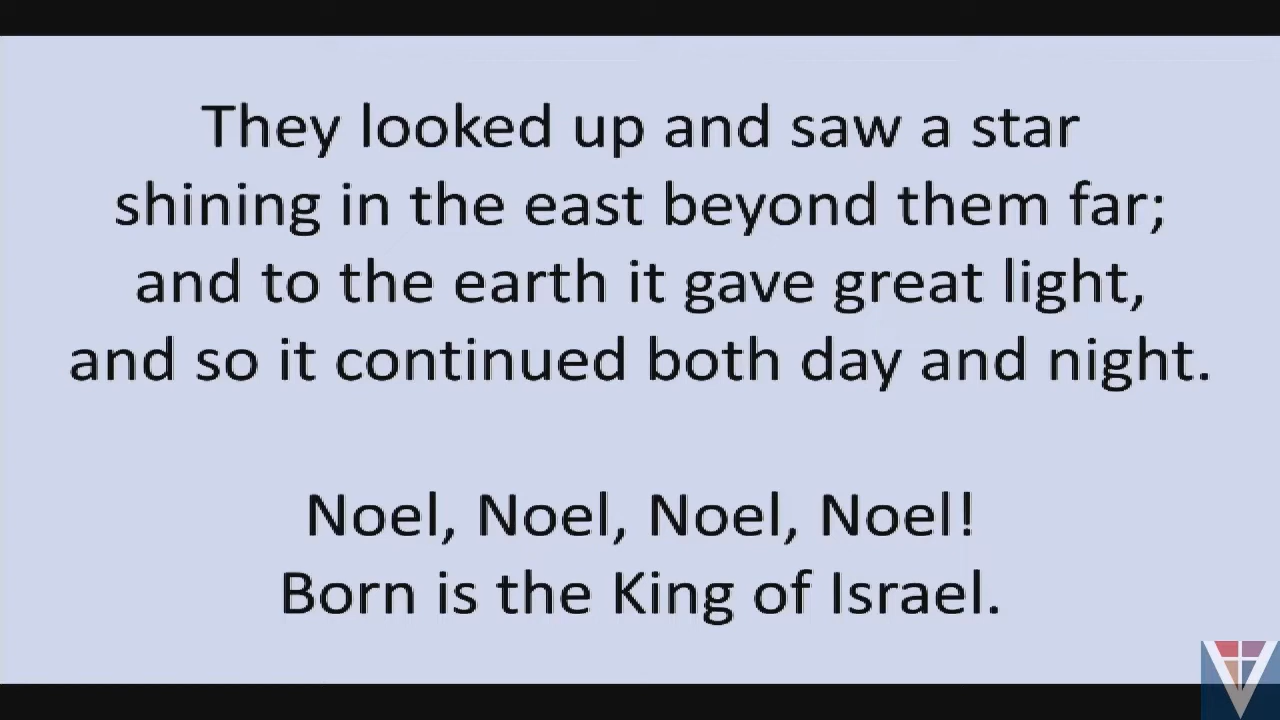 They looked up and saw a star
shining in the east beyond them far;
and to the earth it gave great light,
and so it continued both day and night.
Noel, Noel, Noel, Noel!
Born is the King of Israel.